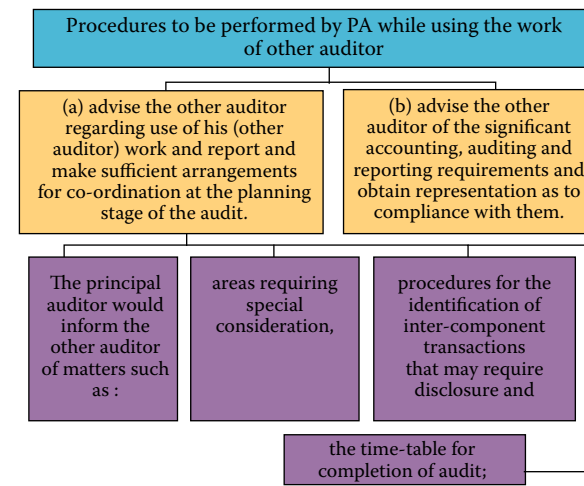 Procedures to be performed by PA while using the work
of other auditor
(a) advise the other auditor
regarding use of his (other
auditor) work and report and
make sufficient arrangements
for co-ordination at the planning
stage of the audit.
(b) advise the other
auditor of the significant
accounting, auditing and
reporting requirements and
obtain representation as to
compliance with them.
The principal
auditor would
inform the
other auditor
of matters such
as :
areas requiring
special
consideration,
procedures for the
identification of
inter-component
transactions
that may require
disclosure and
the time-table for
completion of audit;